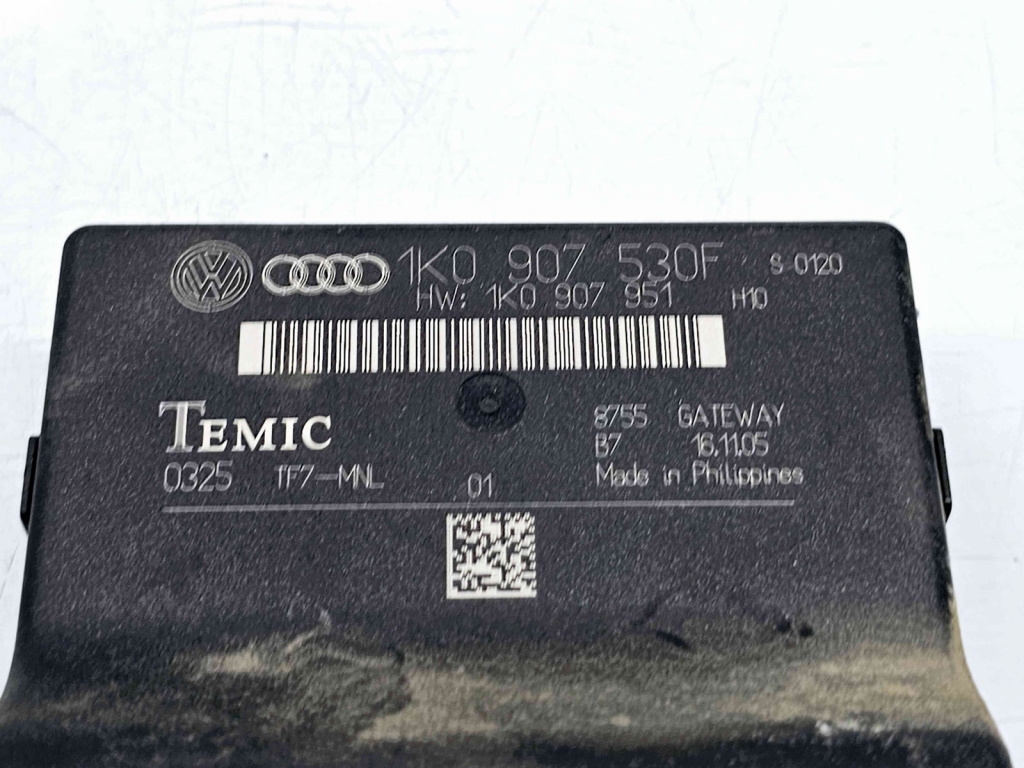 VW 1K0 907 530F S 0120
HW: 1K0 907 951 H10
TEMIC 8755 GATEWAY
B7 16.11.05
0325 TF7-MNL 01 Made in Philippines